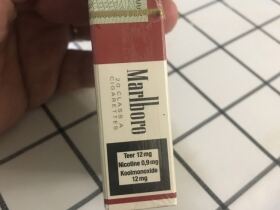 Marlboro
20 CLASS A
CIGARETTES
Teer 12 mg
Nicotine 0,9 mg
Koolmonoxide
12 mg